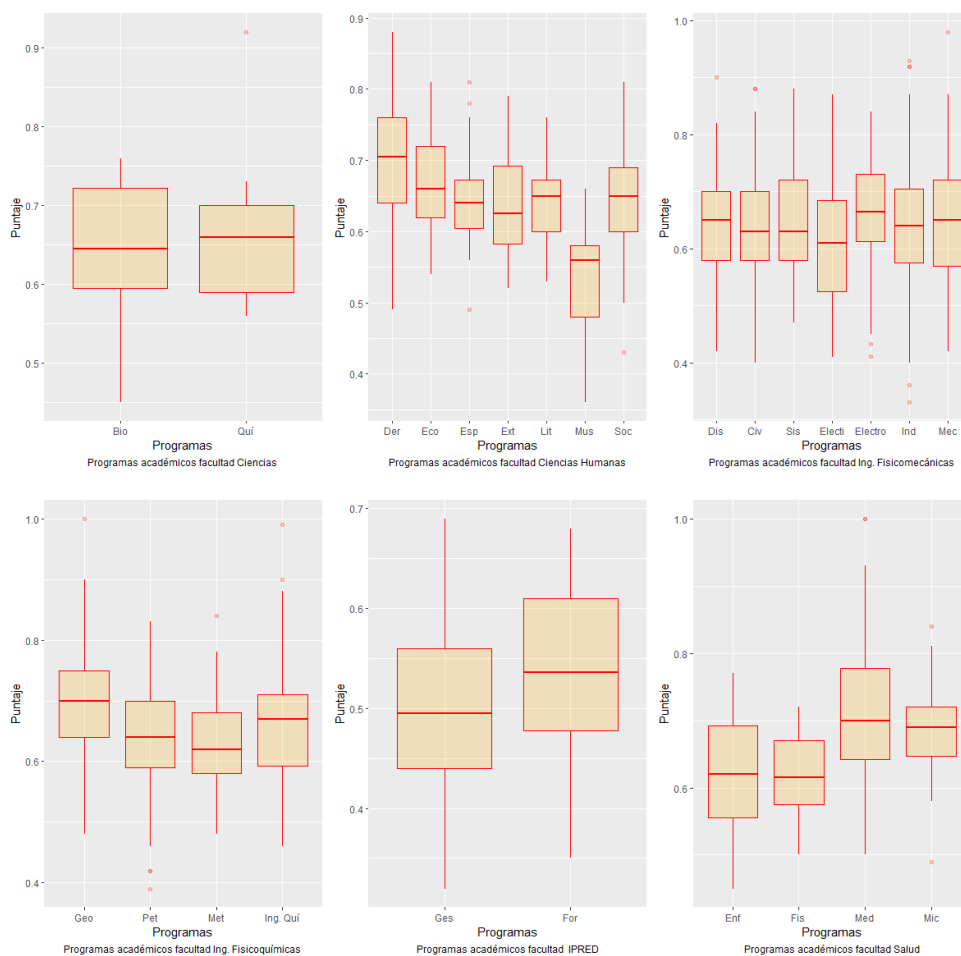 0.9
0.8
0.7
0.6
0.5
Puntaje
Bio Quí
Programas
Programas académicos facultad Ciencias
0.9
0.8
0.7
0.6
0.5
0.4
Puntaje
Der Eco Esp Ext Lit Mus Soc
Programas
Programas académicos facultad Ciencias Humanas
1.0
0.8
0.6
0.4
Puntaje
Dis Civ Sis Electi Electro Ind Mec
Programas
Programas académicos facultad Ing. Fisicomecánicas
1.0
0.8
0.6
0.4
Puntaje
Geo Pet Met Ing. Quí
Programas
Programas académicos facultad Ing. Fisicoquímicas
0.7
0.6
0.5
0.4
Puntaje
Ges For
Programas
Programas académicos facultad IPRED
1.0
0.8
0.6
Puntaje
Enf Fis Med Mic
Programas
Programas académicos facultad Salud